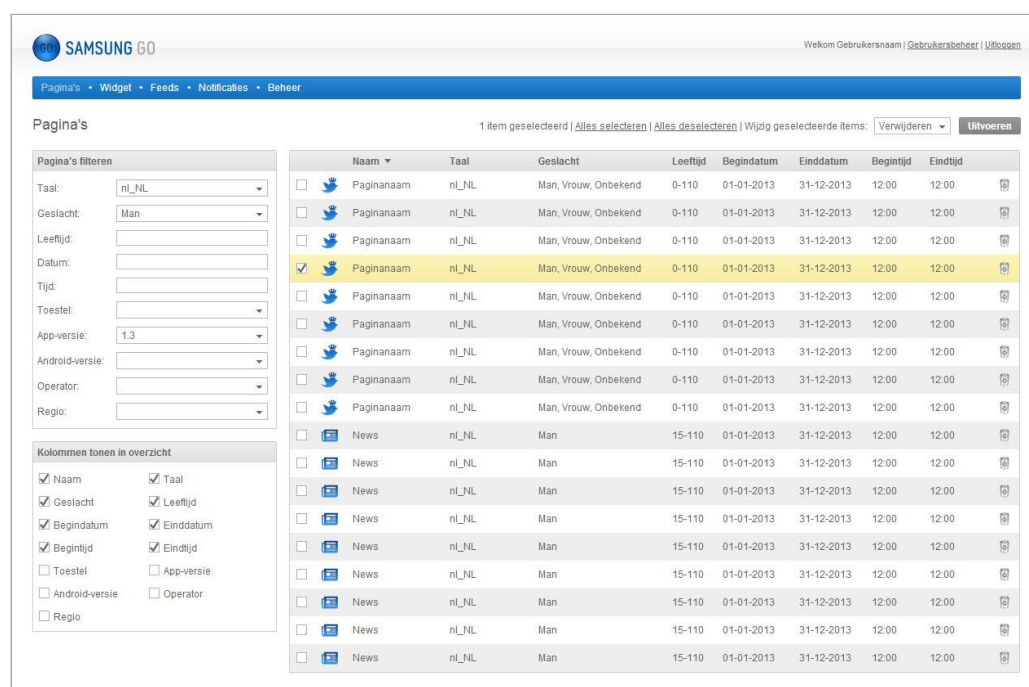 GO SAMSUNG GO
Welkom Gebruikersnaam | Gebruikersbeheer | Uitloggen
Pagina's • Widget • Feeds • Notificaties • Beheer
Pagina's
1 item geselecteerd | Alles selecteren | Alles deselecteren | Wijzig geselecteerde items: Verwijderen Uitvoeren
Pagina's filteren
Taal: nl_NL
Geslacht: Man
Leeftijd:
Datum:
Tijd:
Toestel:
App-versie: 1.3
Android-versie:
Operator:
Regio:
Kolommen tonen in overzicht
Naam Taal
Geslacht Leeftijd
Begindatum Einddatum
Begintijd Eindtijd
Toestel App-versie
Android-versie Operator
Regio
Naam Taal Geslacht Leeftijd Begindatum Einddatum Begintijd Eindtijd
Paginanaam nl_NL Man, Vrouw, Onbekend 0-110 01-01-2013 31-12-2013 12:00 12:00
Paginanaam nl_NL Man, Vrouw, Onbekend 0-110 01-01-2013 31-12-2013 12:00 12:00
Paginanaam nl_NL Man, Vrouw, Onbekend 0-110 01-01-2013 31-12-2013 12:00 12:00
Paginanaam nl_NL Man, Vrouw, Onbekend 0-110 01-01-2013 31-12-2013 12:00 12:00
Paginanaam nl_NL Man, Vrouw, Onbekend 0-110 01-01-2013 31-12-2013 12:00 12:00
Paginanaam nl_NL Man, Vrouw, Onbekend 0-110 01-01-2013 31-12-2013 12:00 12:00
Paginanaam nl_NL Man, Vrouw, Onbekend 0-110 01-01-2013 31-12-2013 12:00 12:00
Paginanaam nl_NL Man, Vrouw, Onbekend 0-110 01-01-2013 31-12-2013 12:00 12:00
Paginanaam nl_NL Man, Vrouw, Onbekend 0-110 01-01-2013 31-12-2013 12:00 12:00
News nl_NL Man 15-110 01-01-2013 31-12-2013 12:00 12:00
News nl_NL Man 15-110 01-01-2013 31-12-2013 12:00 12:00
News nl_NL Man 15-110 01-01-2013 31-12-2013 12:00 12:00
News nl_NL Man 15-110 01-01-2013 31-12-2013 12:00 12:00
News nl_NL Man 15-110 01-01-2013 31-12-2013 12:00 12:00
News nl_NL Man 15-110 01-01-2013 31-12-2013 12:00 12:00
News nl_NL Man 15-110 01-01-2013 31-12-2013 12:00 12:00
News nl_NL Man 15-110 01-01-2013 31-12-2013 12:00 12:00
News nl_NL Man 15-110 01-01-2013 31-12-2013 12:00 12:00